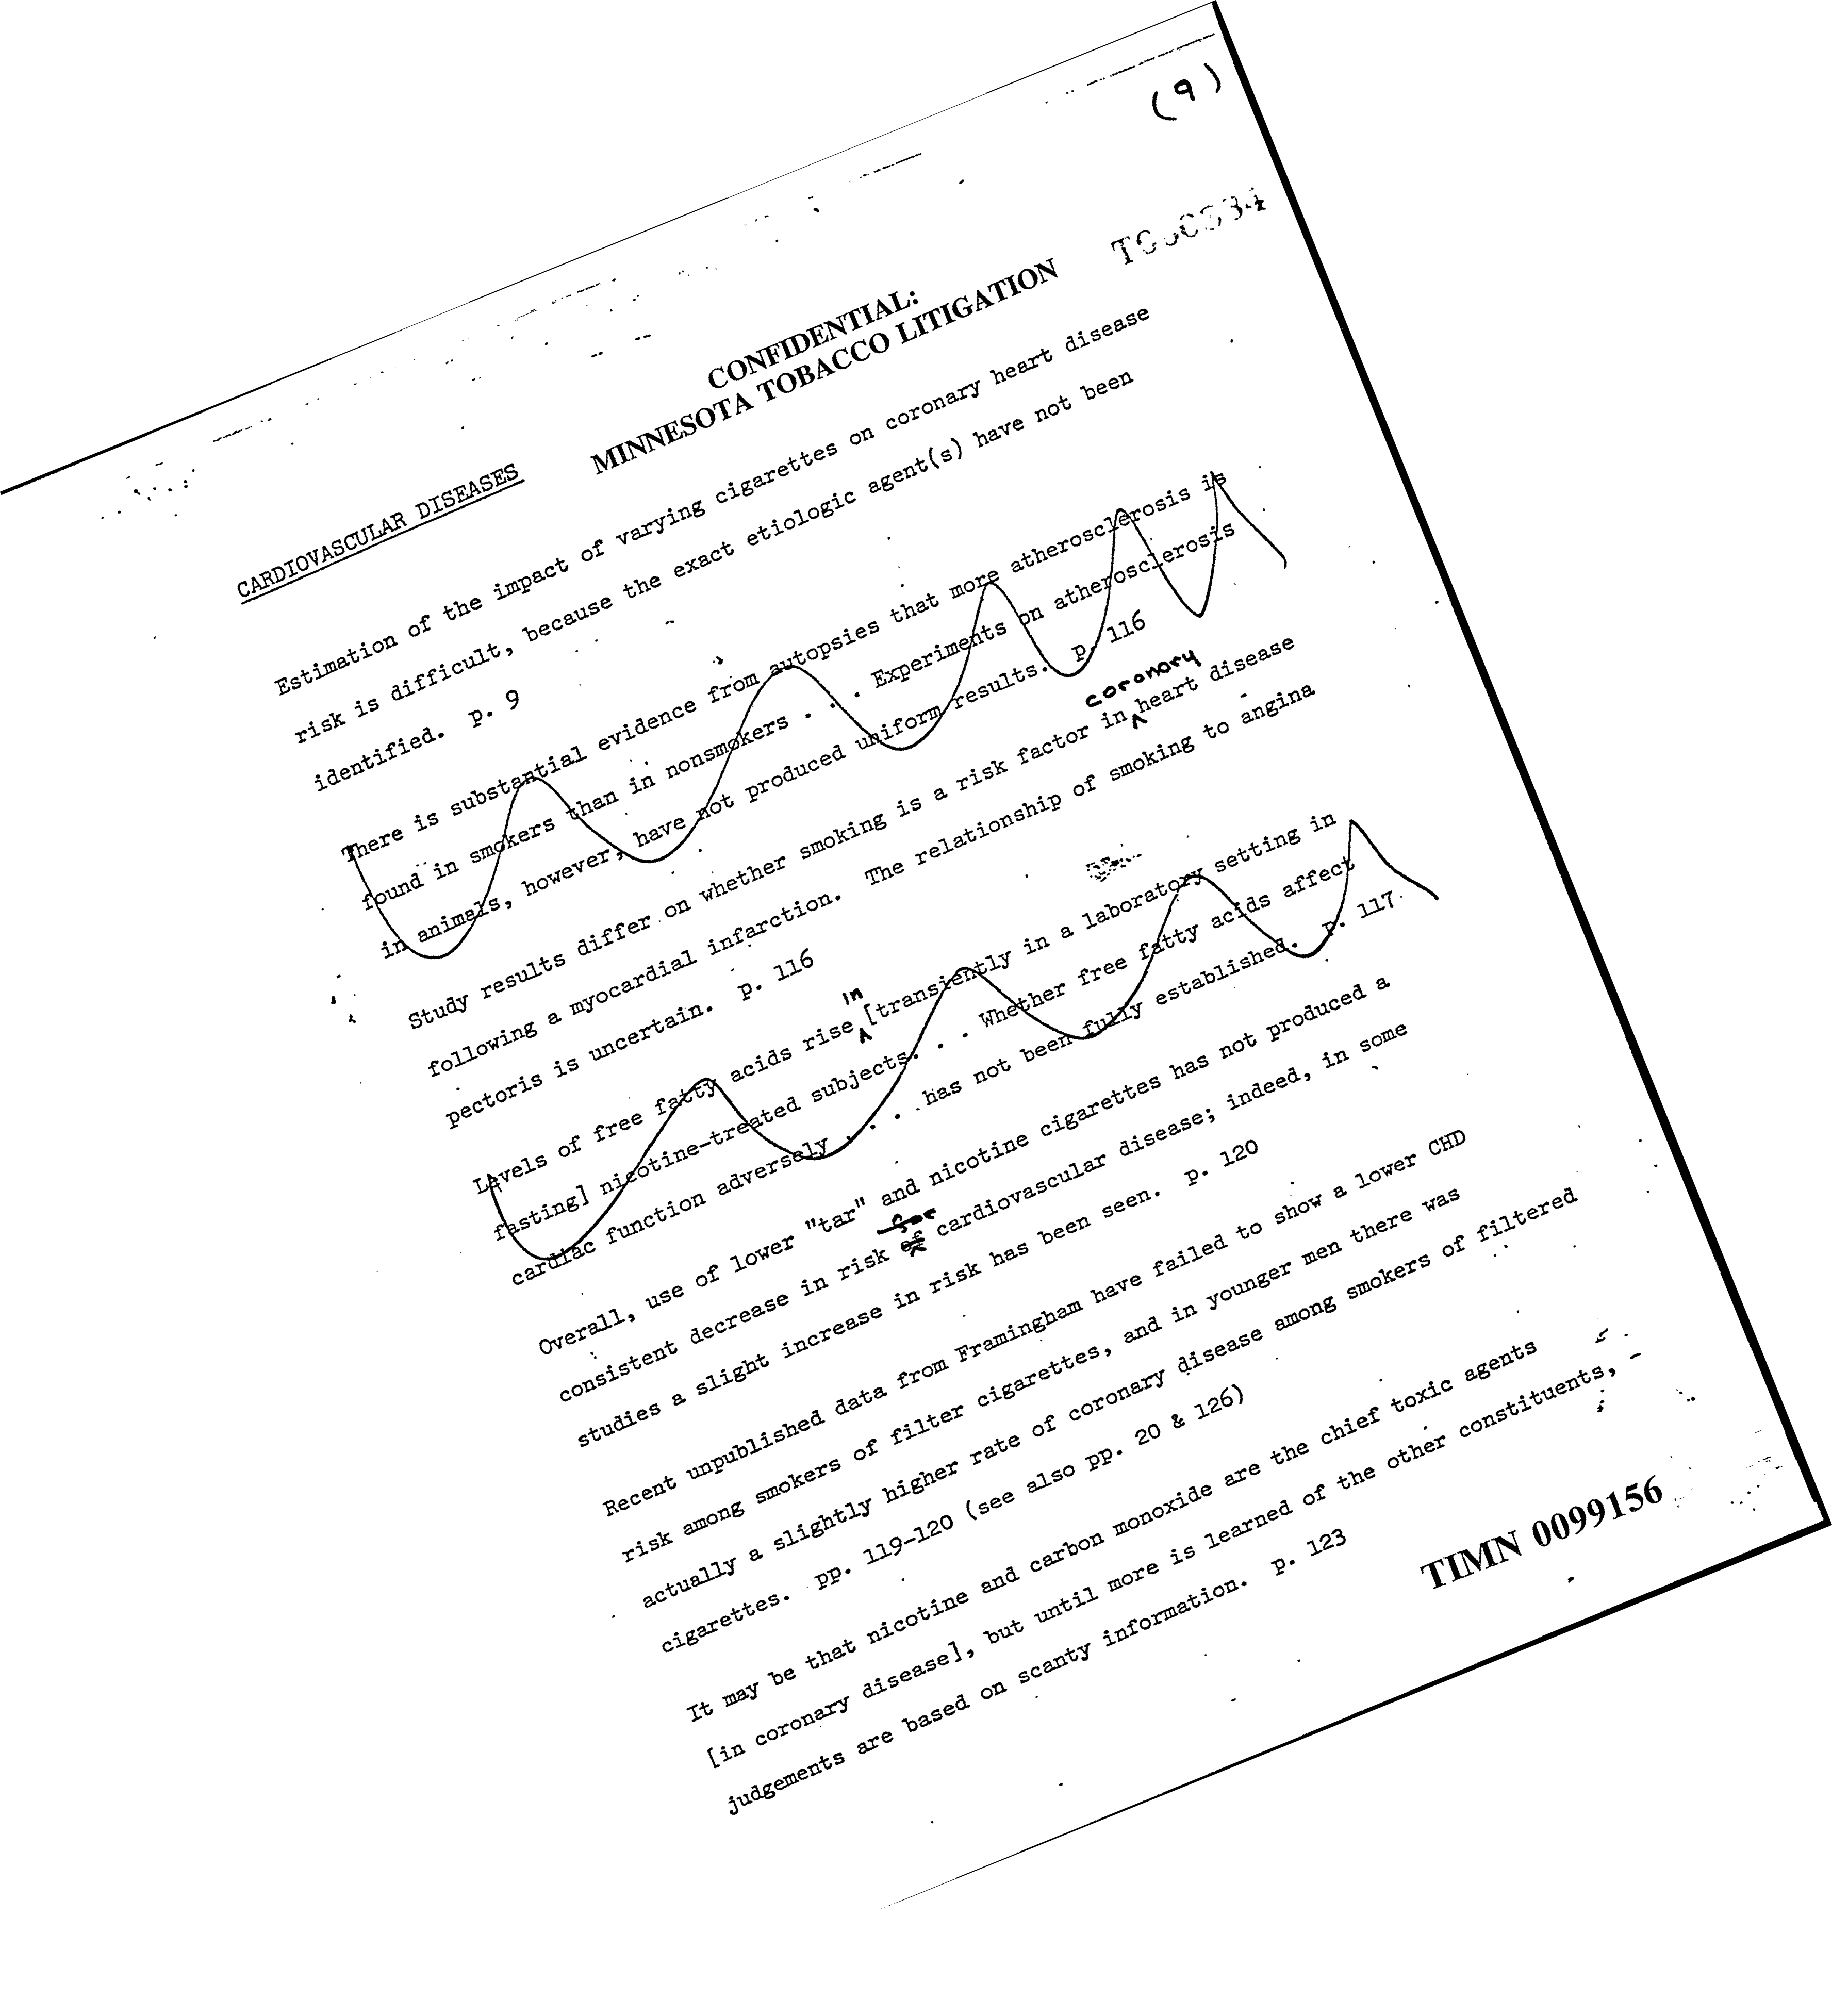 (9)
CONFIDENTIAL:
MINNESOTA TOBACCO LITIGATION
CARDIOVASCULAR DISEASES
Estimation of the impact of varying cigarettes on coronary heart disease
risk is difficult, because the exact etiologic agent(s) have not been
identified. p. 9
There is substantial evidence from autopsies that more atherosclerosis is
found in smokers than in nonsmokers . . . Experiments on atherosclerosis
in animals, however, have not produced uniform results. p. 116
coronary
Study results differ on whether smoking is a risk factor in heart disease
following a myocardial infarction. The relationship of smoking to angina
pectoris is uncertain. p. 116
in
Levels of free fatty acids rise [transiently in a laboratory setting in
fasting] nicotine-treated subjects. . . Whether free fatty acids affect
cardiac function adversely . . . has not been fully established. p. 117
Overall, use of lower "tar" and nicotine cigarettes has not produced a
for
consistent decrease in risk of cardiovascular disease; indeed, in some
studies a slight increase in risk has been seen. p. 120
Recent unpublished data from Framingham have failed to show a lower CHD
risk among smokers of filter cigarettes, and in younger men there was
actually a slightly higher rate of coronary disease among smokers of filtered
cigarettes. pp. 119-120 (see also pp. 20 & 126)
It may be that nicotine and carbon monoxide are the chief toxic agents
[in coronary disease], but until more is learned of the other constituents,
judgements are based on scanty information. p. 123
TIMN 0099156